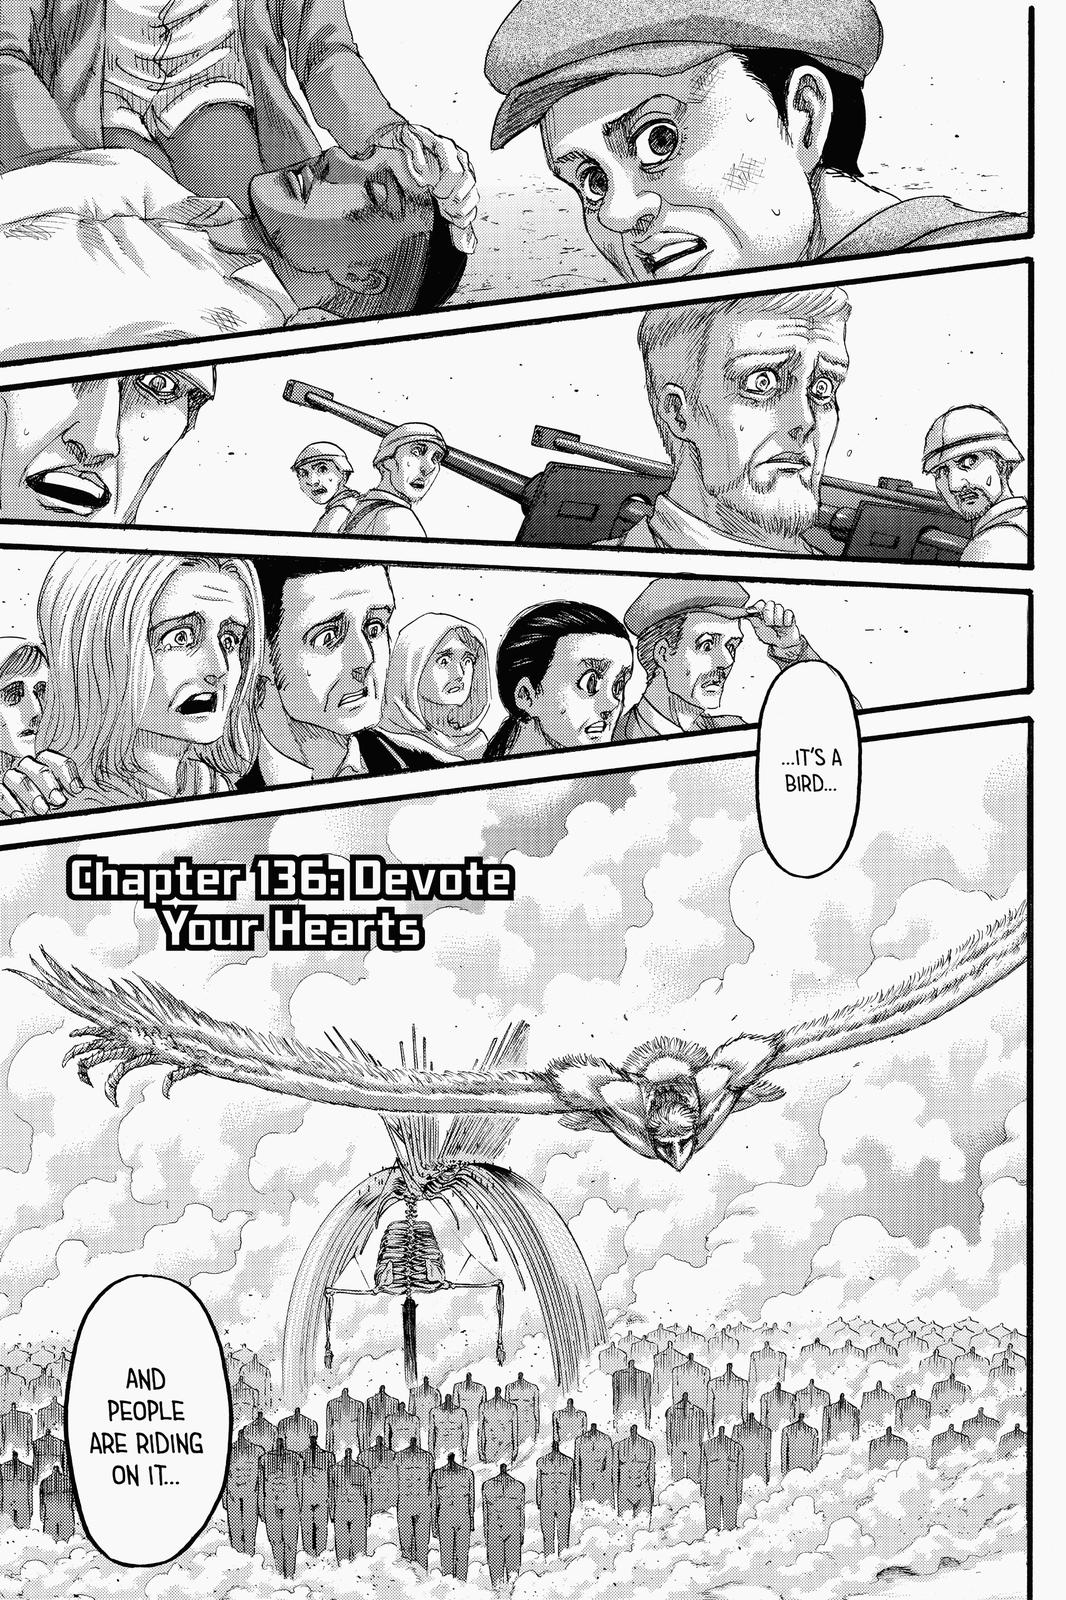 ...IT'S A
BIRD...
Chapter 136: Devote
Your Hearts
AND
PEOPLE
ARE RIDING
ON IT...